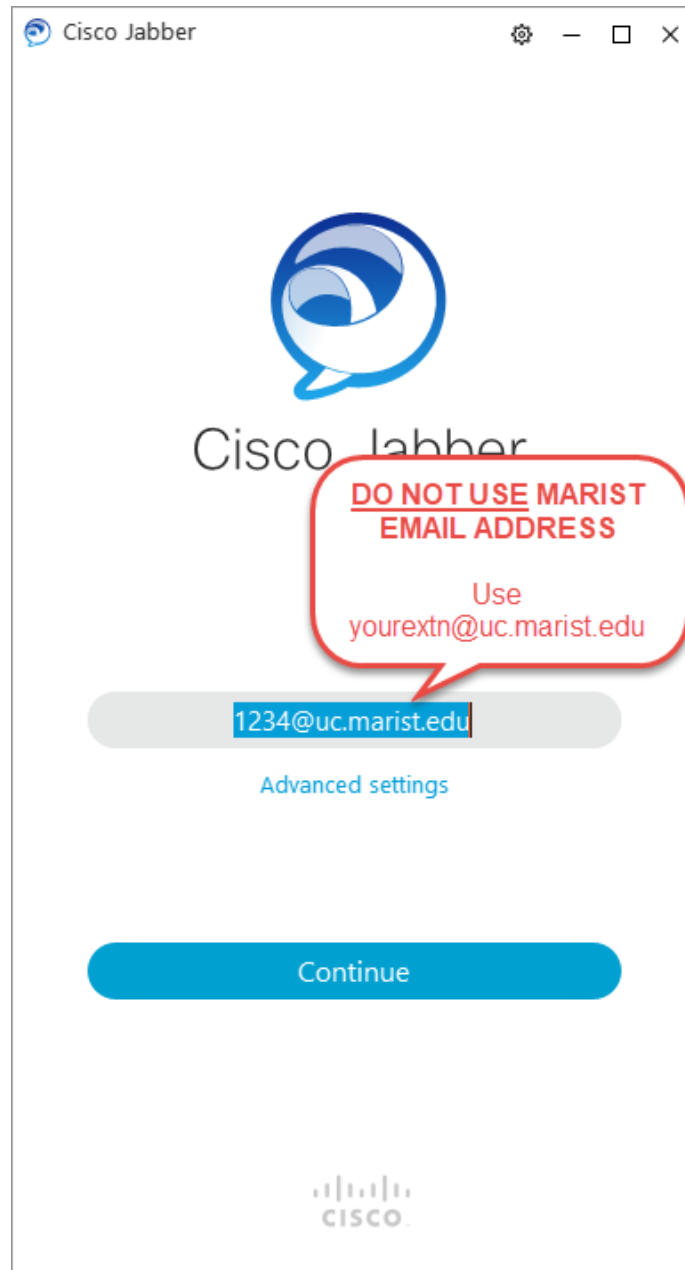 Cisco Jabber
Cisco Jabber
DO NOT USE MARIST
EMAIL ADDRESS
Use
yourextn@uc.marist.edu
1234@uc.marist.edu
Advanced settings
Continue
CISCO